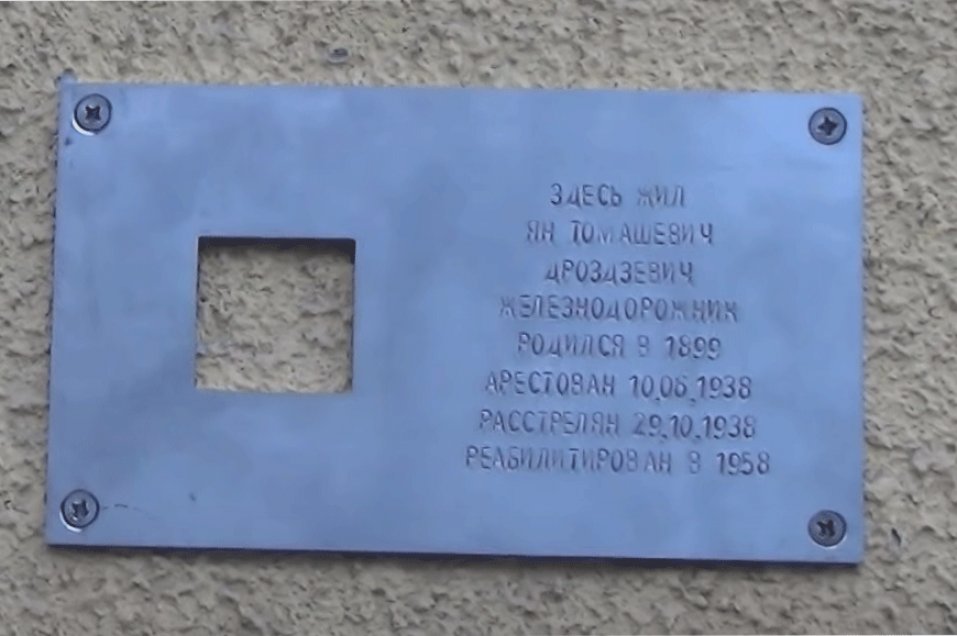 ЗДЕСЬ ЖИЛ
ЯН ТОМАШЕВИЧ
ДРОЗДЗЕВИЧ
ЖЕЛЕЗНОДОРОЖНИК
РОДИЛСЯ В 1899
АРЕСТОВАН 10.06.1938
РАССТРЕЛЯН 29.10.1938
РЕАБИЛИТИРОВАН В 1958